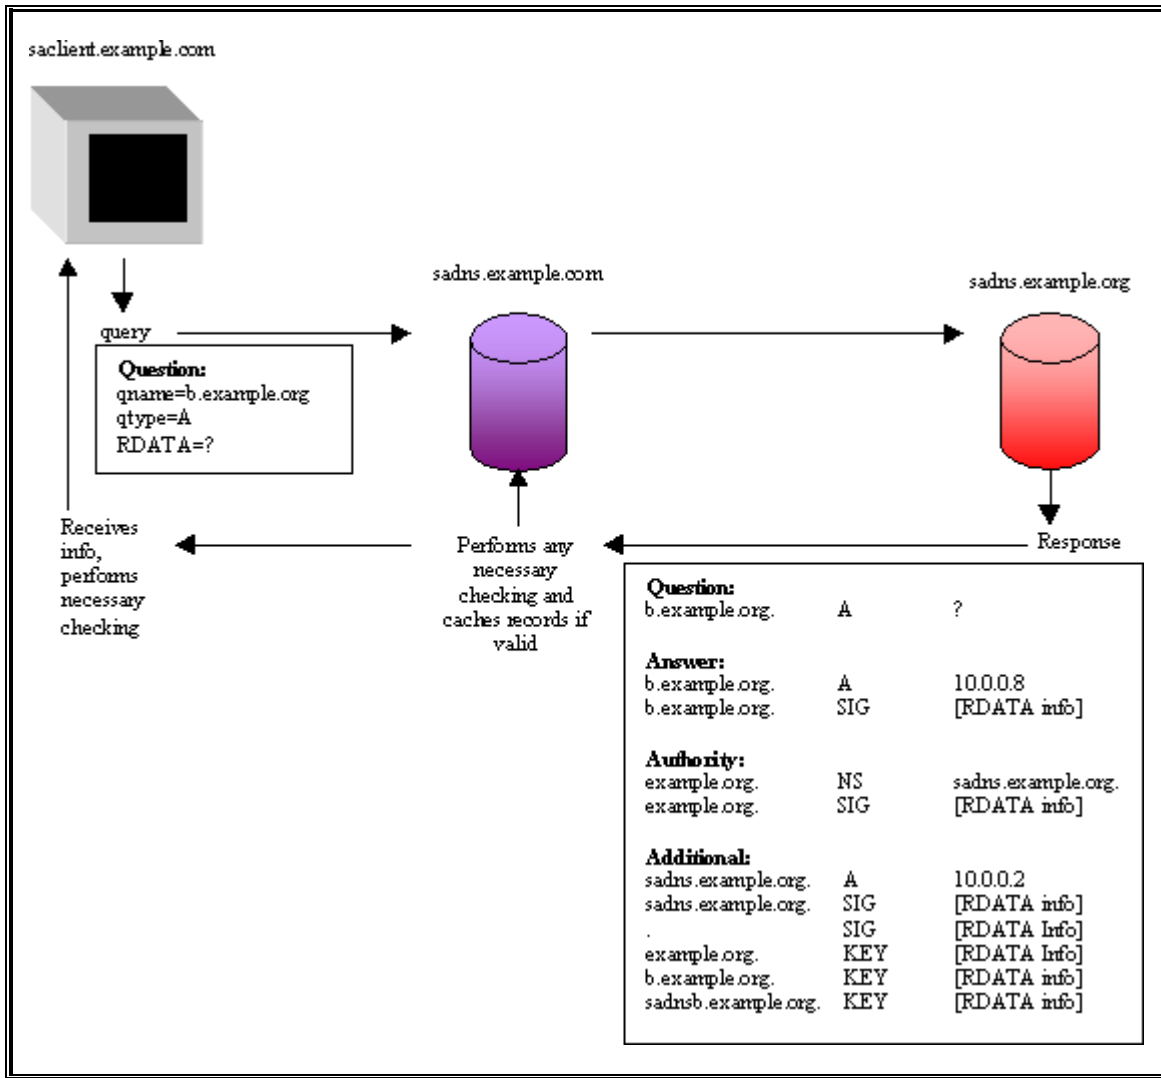 saclient.example.com
sadns.example.com
sadns.example.org
query
Question:
qname=b.example.org
qtype=A
RDATA=?
Receives
info,
performs
necessary
checking
Performs any
necessary
checking and
caches records if
valid
Response
Question:
b.example.org. A ?
Answer:
b.example.org. A 10.0.0.8
b.example.org. SIG [RDATA info]
Authority:
example.org. NS sadns.example.org.
example.org. SIG [RDATA info]
Additional:
sadns.example.org. A 10.0.0.2
sadns.example.org. SIG [RDATA info]
. SIG [RDATA Info]
example.org. KEY [RDATA Info]
b.example.org. KEY [RDATA info]
sadnsb.example.org. KEY [RDATA info]